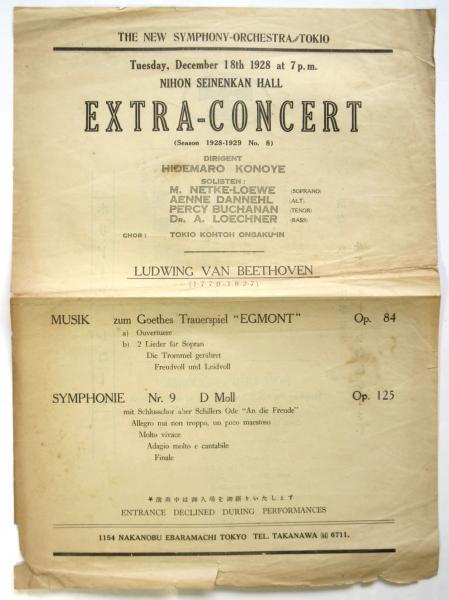 THE NEW SYMPHONY-ORCHESTRA TOKIO
Tuesday, December 18th 1928 at 7 p.m.
NIHON SEINENKAN HALL
EXTRA-CONCERT
(Season 1928-1929 No. 8)
DIRIGENT
HIDEMARO KONOYE
SOLISTEN:
M. NETKE-LOEWE (SOPRANO)
AENNE DANNEHL (ALT)
PERCY BUCHANAN (TENOR)
DR. A. LOECHNER (BASS)
CHOR: TOKIO KOHTOH ONGAKU-IN
LUDWING VAN BEETHOVEN
(1770-1827)
MUSIK zum Goethes Trauerspiel "EGMONT" Op. 84
a) Ouvertuere
b) 2 Lieder für Sopran
Die Trommel gerühret
Freudvoll und Leidvoll
SYMPHONIE Nr. 9 D Moll Op. 125
mit Schlusschor aber Schillers Ode "An die Freude"
Allegro ma non troppo, un poco maestoso
Molto vivace
Adagio molto e cantabile
Finale
演奏中は御入場を御断りいたします
ENTRANCE DECLINED DURING PERFORMANCES
1154 NAKANOBU EBARAMACHI TOKYO TEL. TAKANAWA 6711.